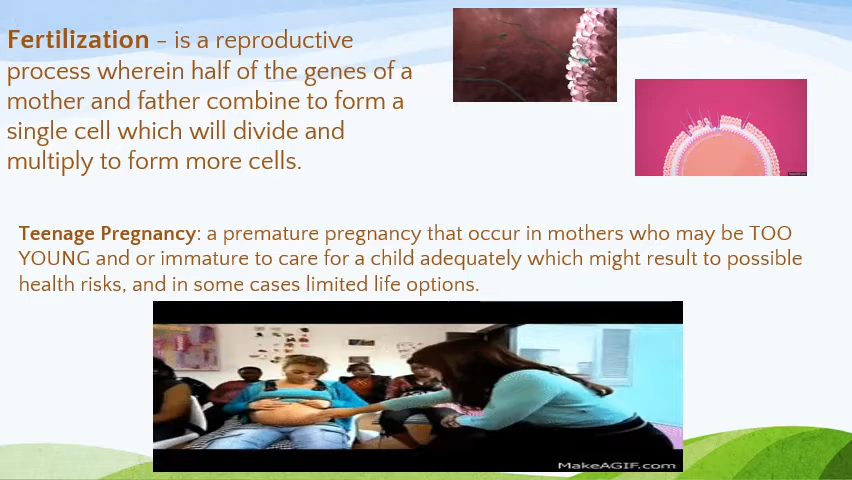 Fertilization – is a reproductive
process wherein half of the genes of a
mother and father combine to form a
single cell which will divide and
multiply to form more cells.
Teenage Pregnancy: a premature pregnancy that occur in mothers who may be TOO
YOUNG and or immature to care for a child adequately which might result to possible
health risks, and in some cases limited life options.
MakeAGIF.com